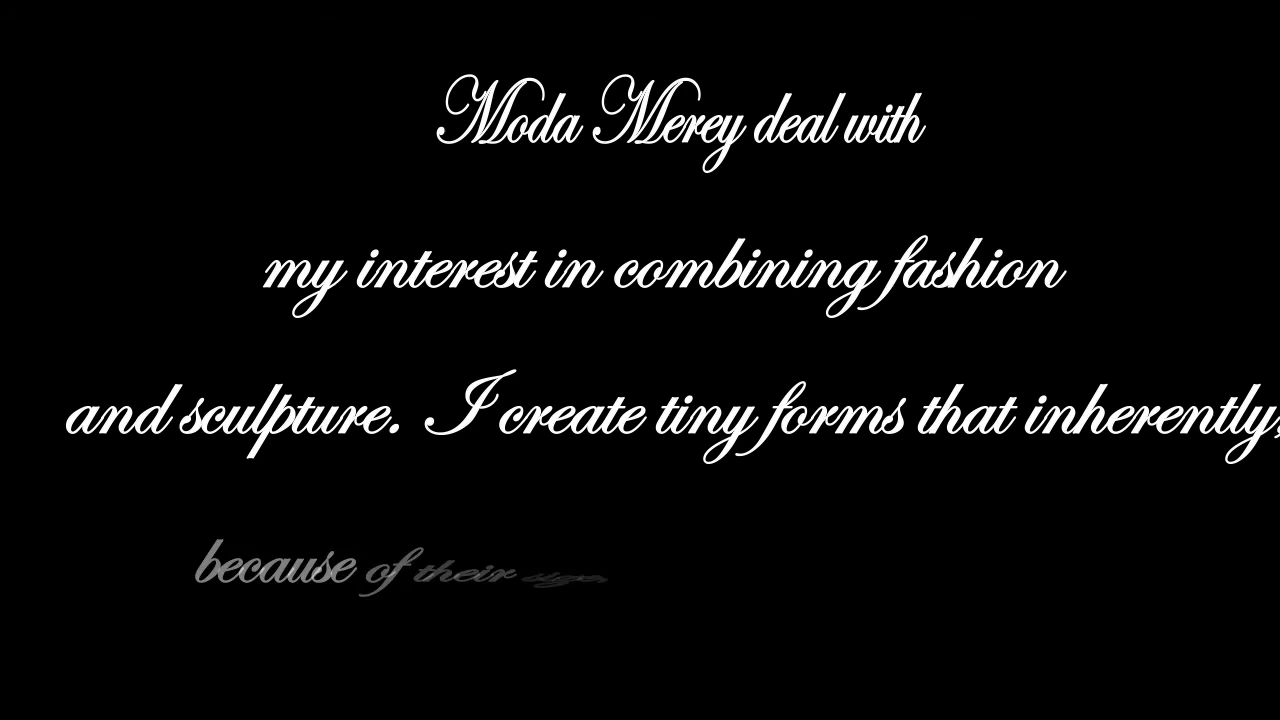 Moda Merey deal with
my interest in combining fashion
and sculpture. I create tiny forms that inherently,
because of their size,